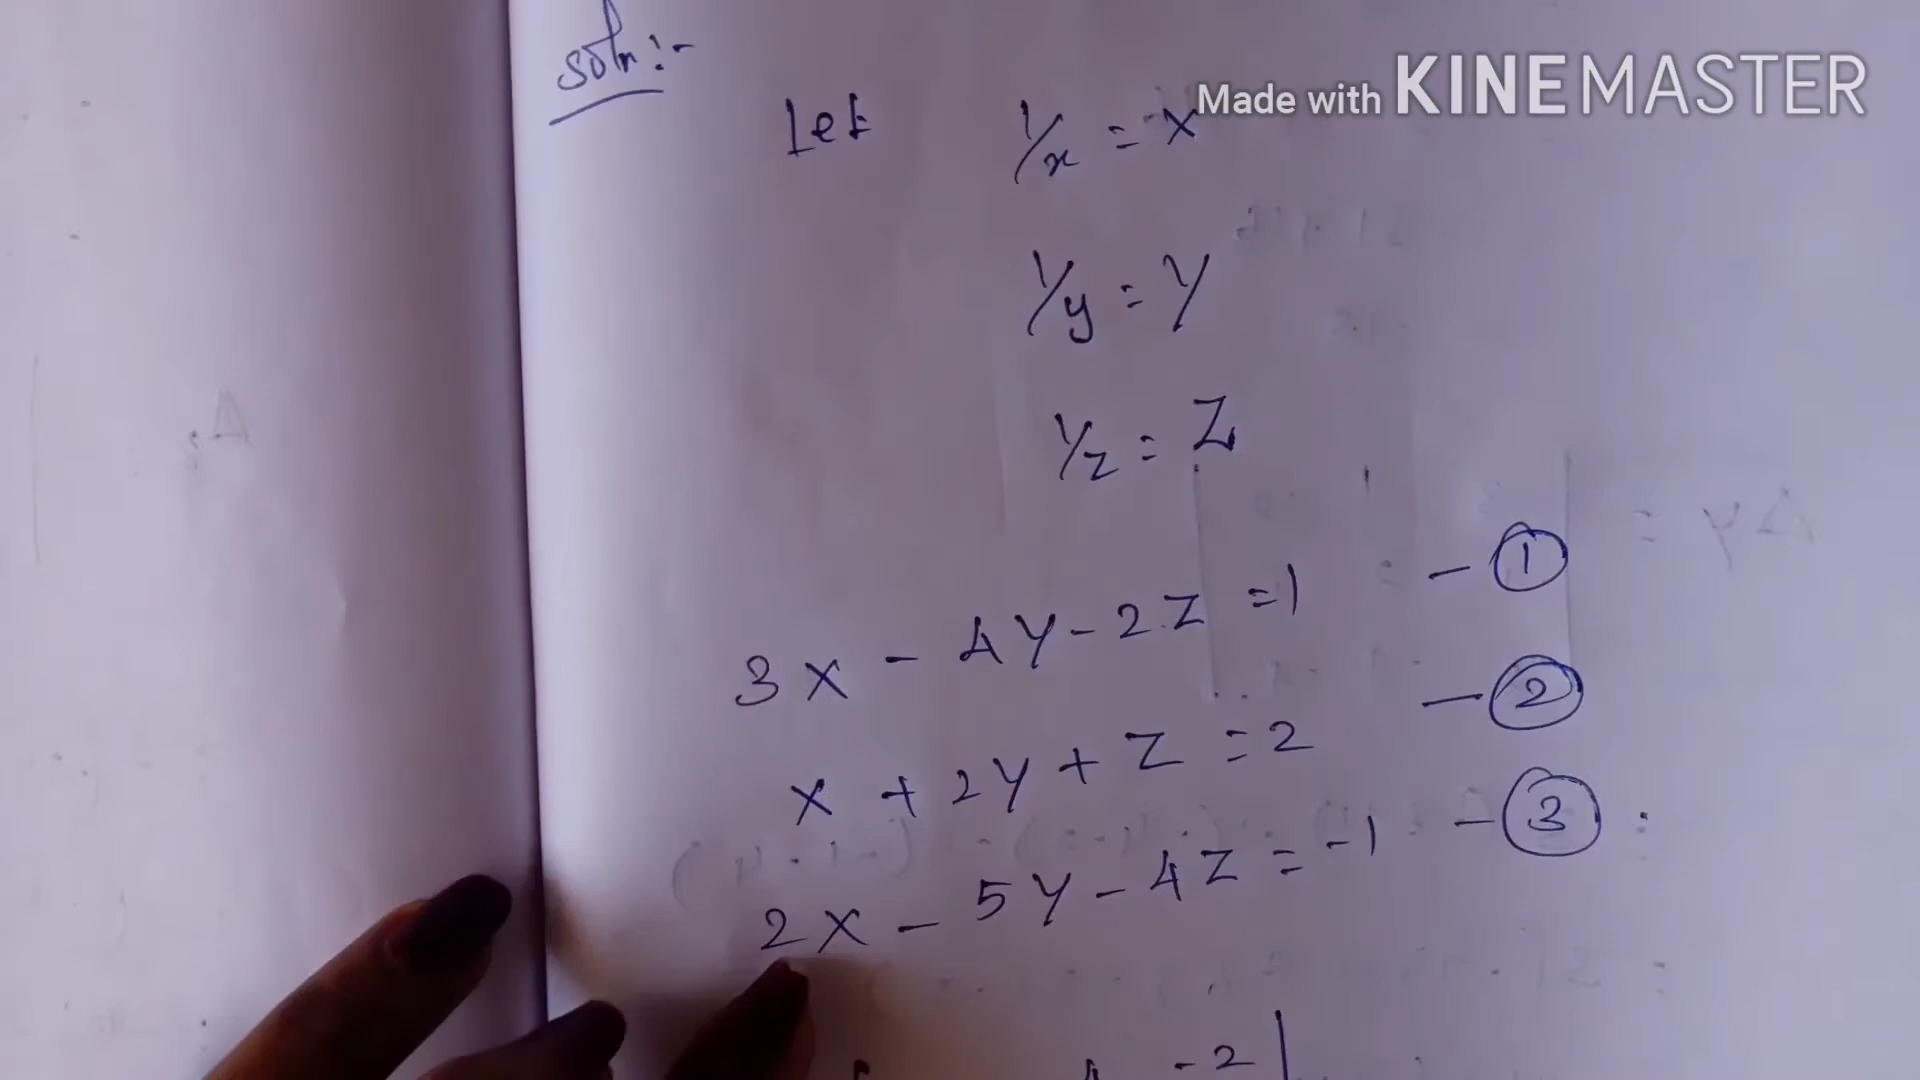 Soln:-
Made with KINEMASTER
Let 1/x = X
1/y = Y
1/z = Z
3X - 4Y - 2Z = 1 - ①
X + 2Y + Z = 2 - ②
2X - 5Y - 4Z = -1 - ③
-2